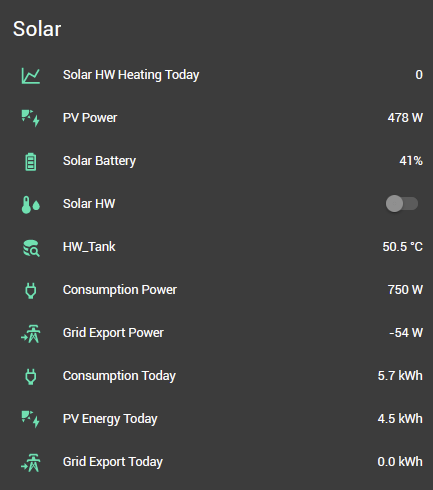 Solar
Solar HW Heating Today 0
PV Power 478 W
Solar Battery 41%
Solar HW
HW_Tank 50.5 °C
Consumption Power 750 W
Grid Export Power -54 W
Consumption Today 5.7 kWh
PV Energy Today 4.5 kWh
Grid Export Today 0.0 kWh